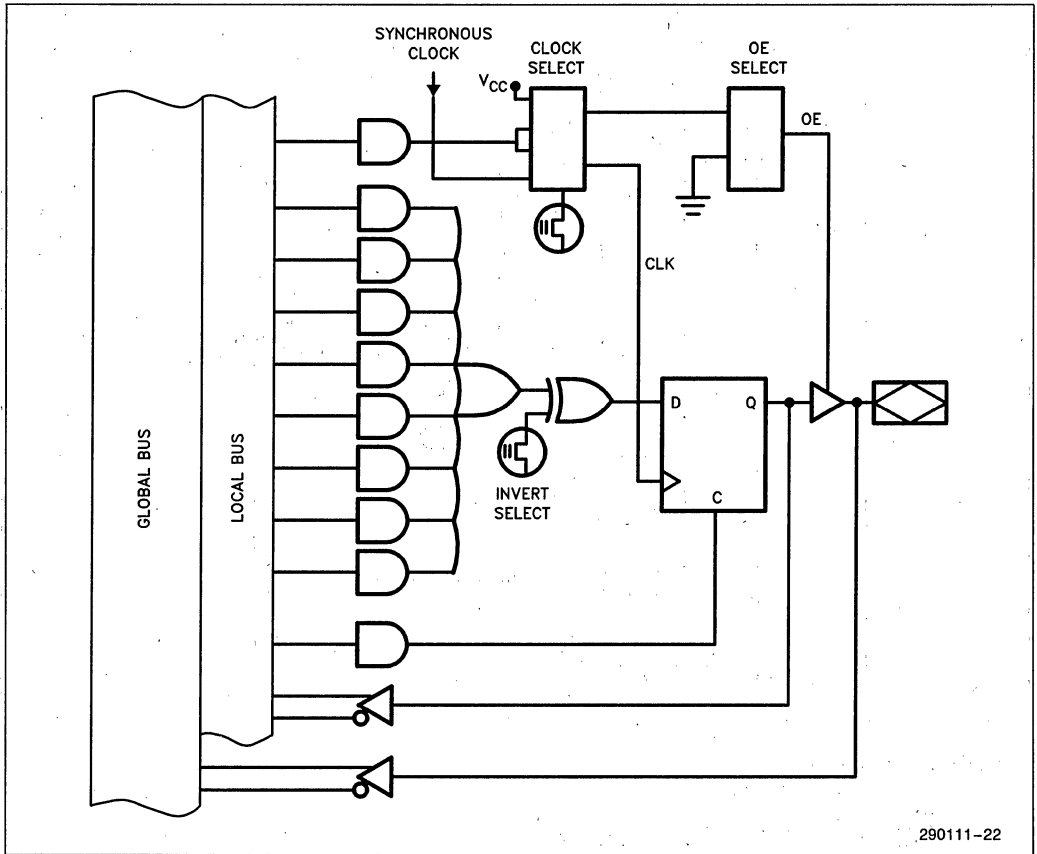 SYNCHRONOUS
CLOCK
CLOCK
SELECT
OE
SELECT
VCC
OE
CLK
D
Q
C
INVERT
SELECT
GLOBAL BUS
LOCAL BUS
290111-22